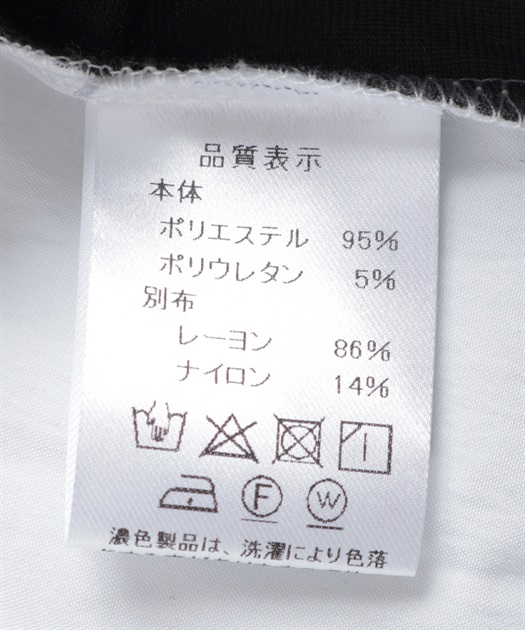 品質表示
本体
ポリエステル 95%
ポリウレタン 5%
別布
レーヨン 86%
ナイロン 14%
F W
濃色製品は、洗濯により色落